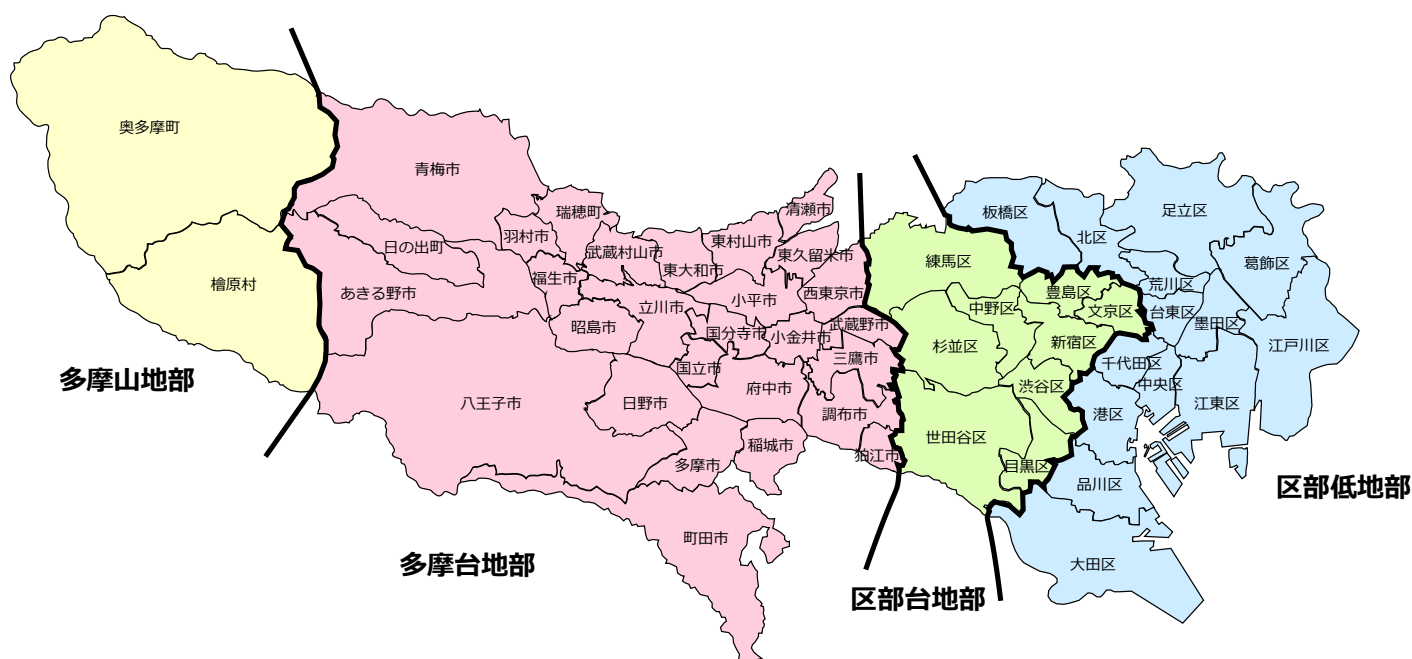 奥多摩町
檜原村
多摩山地部
青梅市
瑞穂町
羽村市
日の出町
福生市
あきる野市
武蔵村山市
東大和市
東村山市
清瀬市
東久留米市
西東京市
小平市
立川市
昭島市
国分寺市
小金井市
武蔵野市
三鷹市
国立市
府中市
調布市
狛江市
八王子市
日野市
多摩市
稲城市
町田市
多摩台地部
練馬区
豊島区
中野区
文京区
杉並区
新宿区
渋谷区
世田谷区
目黒区
区部台地部
板橋区
北区
足立区
葛飾区
荒川区
台東区
墨田区
江戸川区
千代田区
中央区
港区
江東区
品川区
大田区
区部低地部